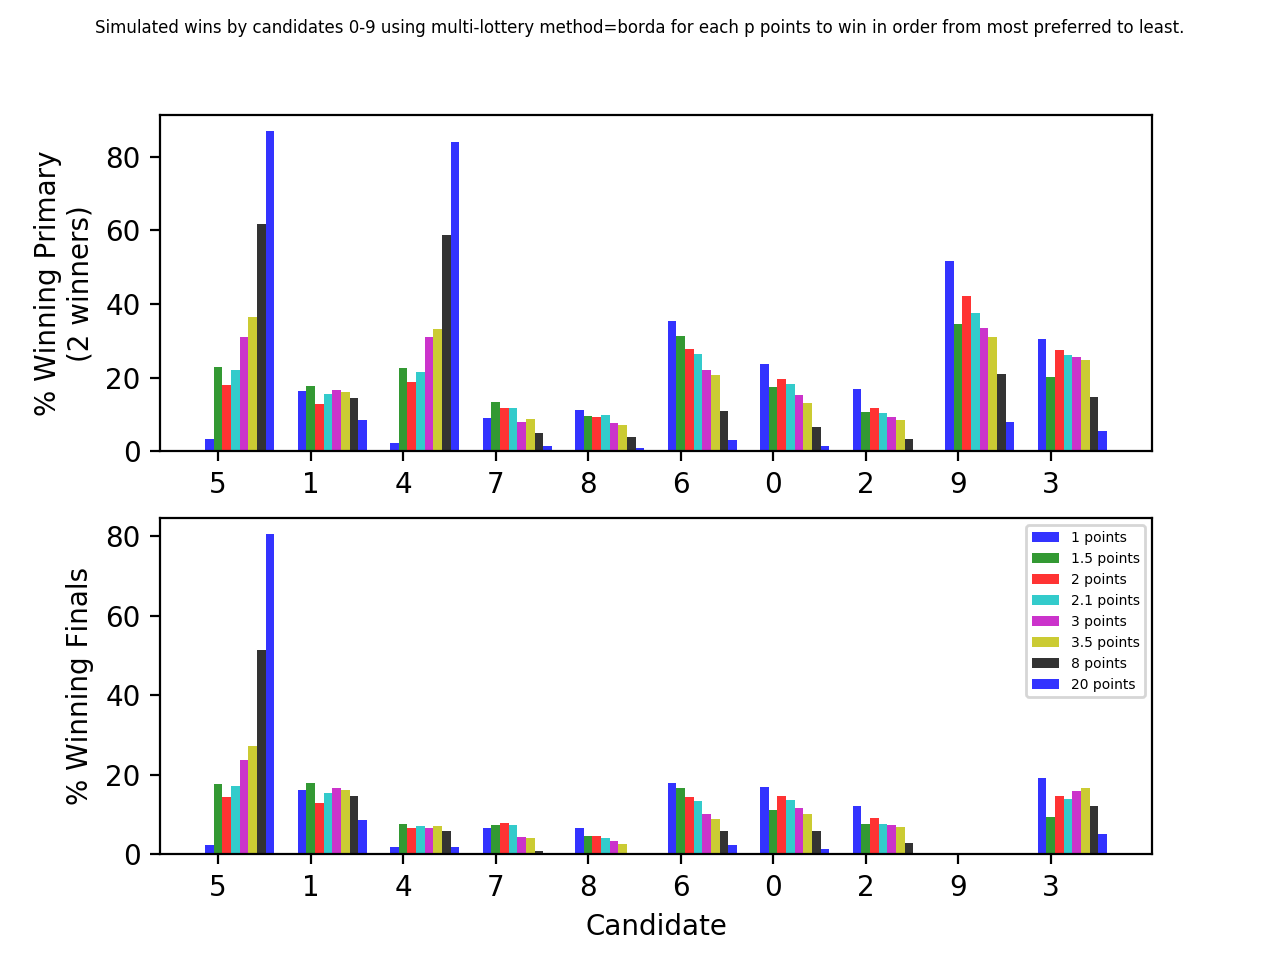 Simulated wins by candidates 0-9 using multi-lottery method=borda for each p points to win in order from most preferred to least.
% Winning Primary
(2 winners)
80
60
40
20
0
5 1 4 7 8 6 0 2 9 3
% Winning Finals
80
60
40
20
0
1 points
1.5 points
2 points
2.1 points
3 points
3.5 points
8 points
20 points
5 1 4 7 8 6 0 2 9 3
Candidate